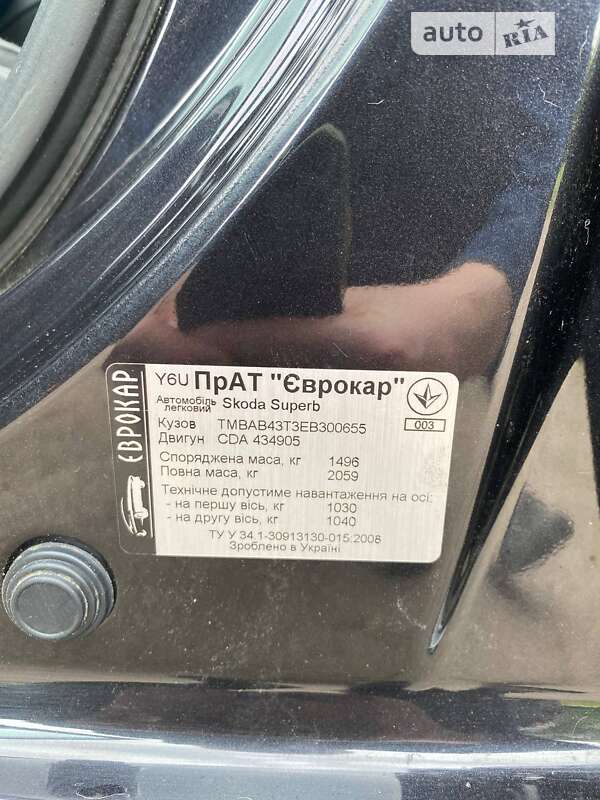 auto RIA
ЄВРОКАР
Y6U ПрАТ "Єврокар"
Автомобіль легковий Skoda Superb
003
Кузов TMBAB43T3EB300655
Двигун CDA 434905
Споряджена маса, кг 1496
Повна маса, кг 2059
Технічне допустиме навантаження на осі:
- на першу вісь, кг 1030
- на другу вісь, кг 1040
ТУ У 34.1-30913130-015:2008
Зроблено в Україні